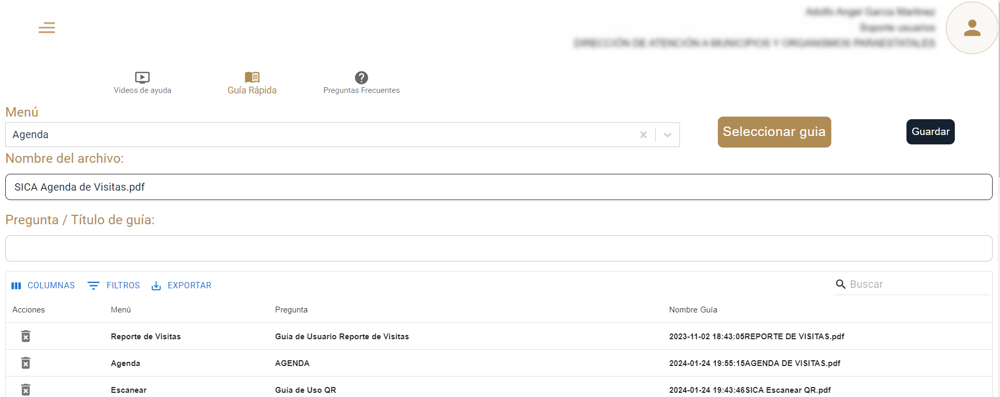 Videos de ayuda
Guía Rápida
Preguntas Frecuentes
Menú
Agenda
Seleccionar guia
Guardar
Nombre del archivo:
SICA Agenda de Visitas.pdf
Pregunta / Título de guía:
COLUMNAS FILTROS EXPORTAR
Buscar
Acciones Menú Pregunta Nombre Guía
Reporte de Visitas Guía de Usuario Reporte de Visitas 2023-11-02 18:43:05REPORTE DE VISITAS.pdf
Agenda AGENDA 2024-01-24 19:55:15AGENDA DE VISITAS.pdf
Escanear Guía de Uso QR 2024-01-24 19:43:46SICA Escanear QR.pdf